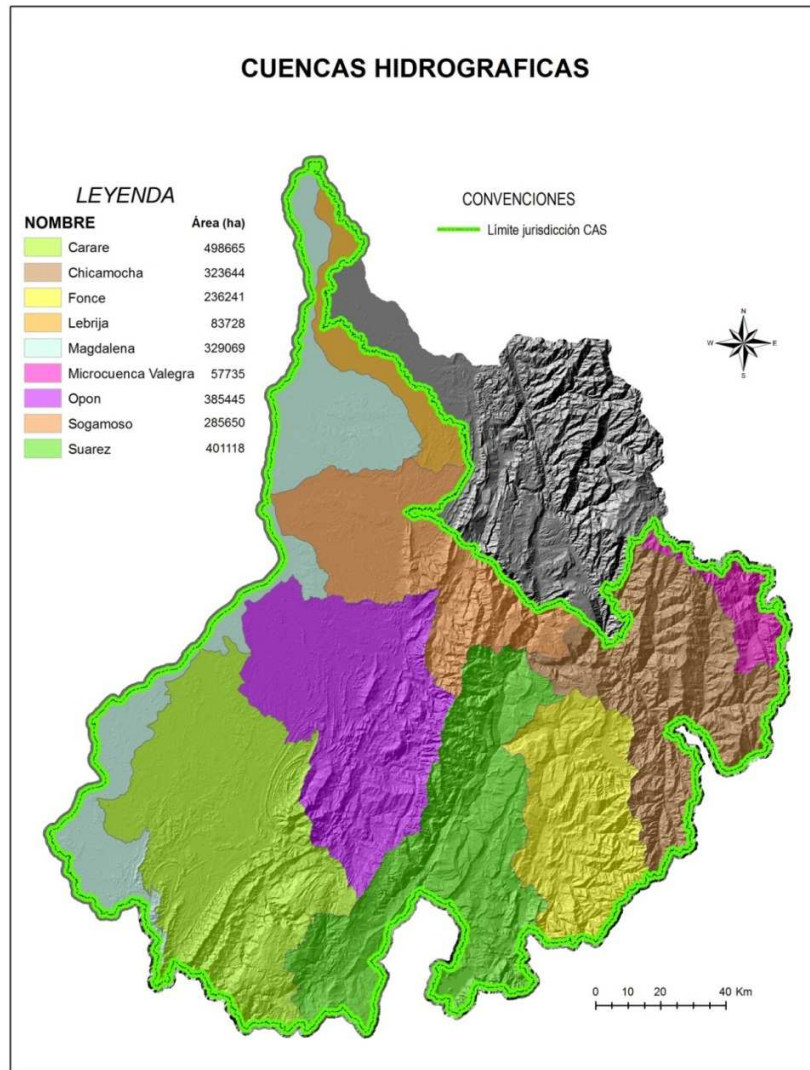 CUENCAS HIDROGRAFICAS
LEYENDA
NOMBRE Área (ha)
Carare 498665
Chicamocha 323644
Fonce 236241
Lebrija 83728
Magdalena 329069
Microcuenca Valegra 57735
Opon 385445
Sogamoso 285650
Suarez 401118
CONVENCIONES
Límite jurisdicción CAS
N
W E
S
0 10 20 40 Km